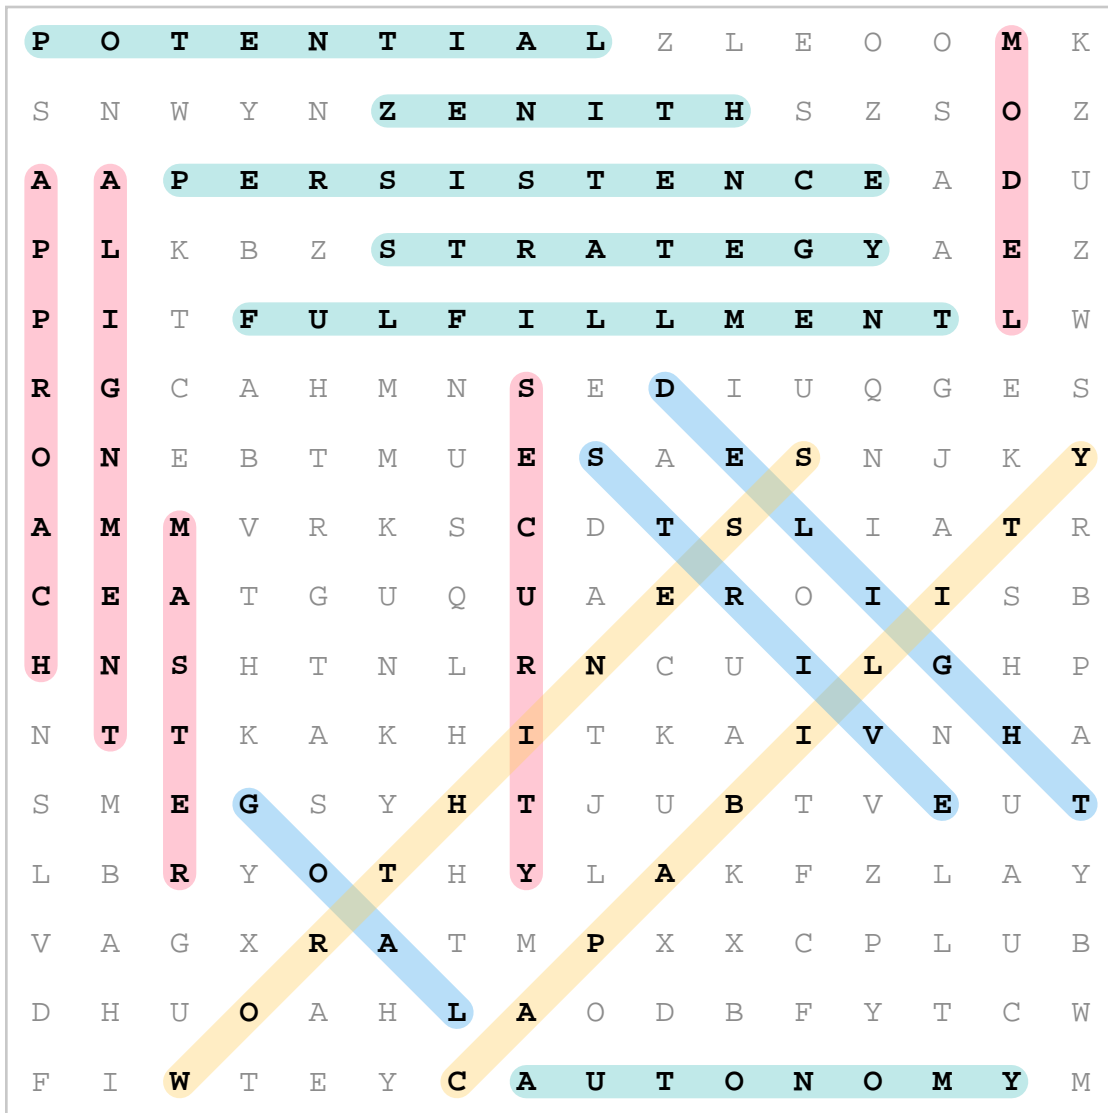 P O T E N T I A L Z L E O O M K
S N W Y N Z E N I T H S Z S O Z
A A P E R S I S T E N C E A D U
P L K B Z S T R A T E G Y A E Z
P I T F U L F I L L M E N T L W
R G C A H M N S E D I U Q G E S
O N E B T M U E S A E S N J K Y
A M M V R K S C D T S L I A T R
C E A T G U Q U A E R O I I S B
H N S H T N L R N C U I L G H P
N T T K A K H I T K A I V N H A
S M E G S Y H T J U B T V E U T
L B R Y O T H Y L A K F Z L A Y
V A G X R A T M P X X C P L U B
D H U O A H L A O D B F Y T C W
F I W T E Y C A U T O N O M Y M